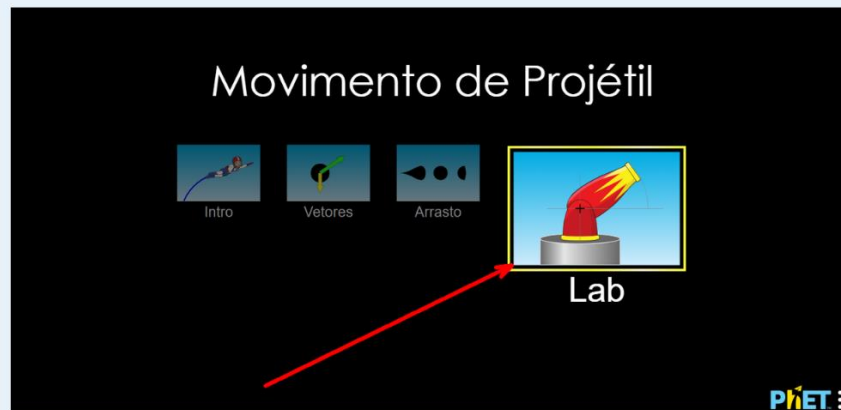 Movimento de Projétil
Intro
Vetores
Arrasto
Lab
PhET